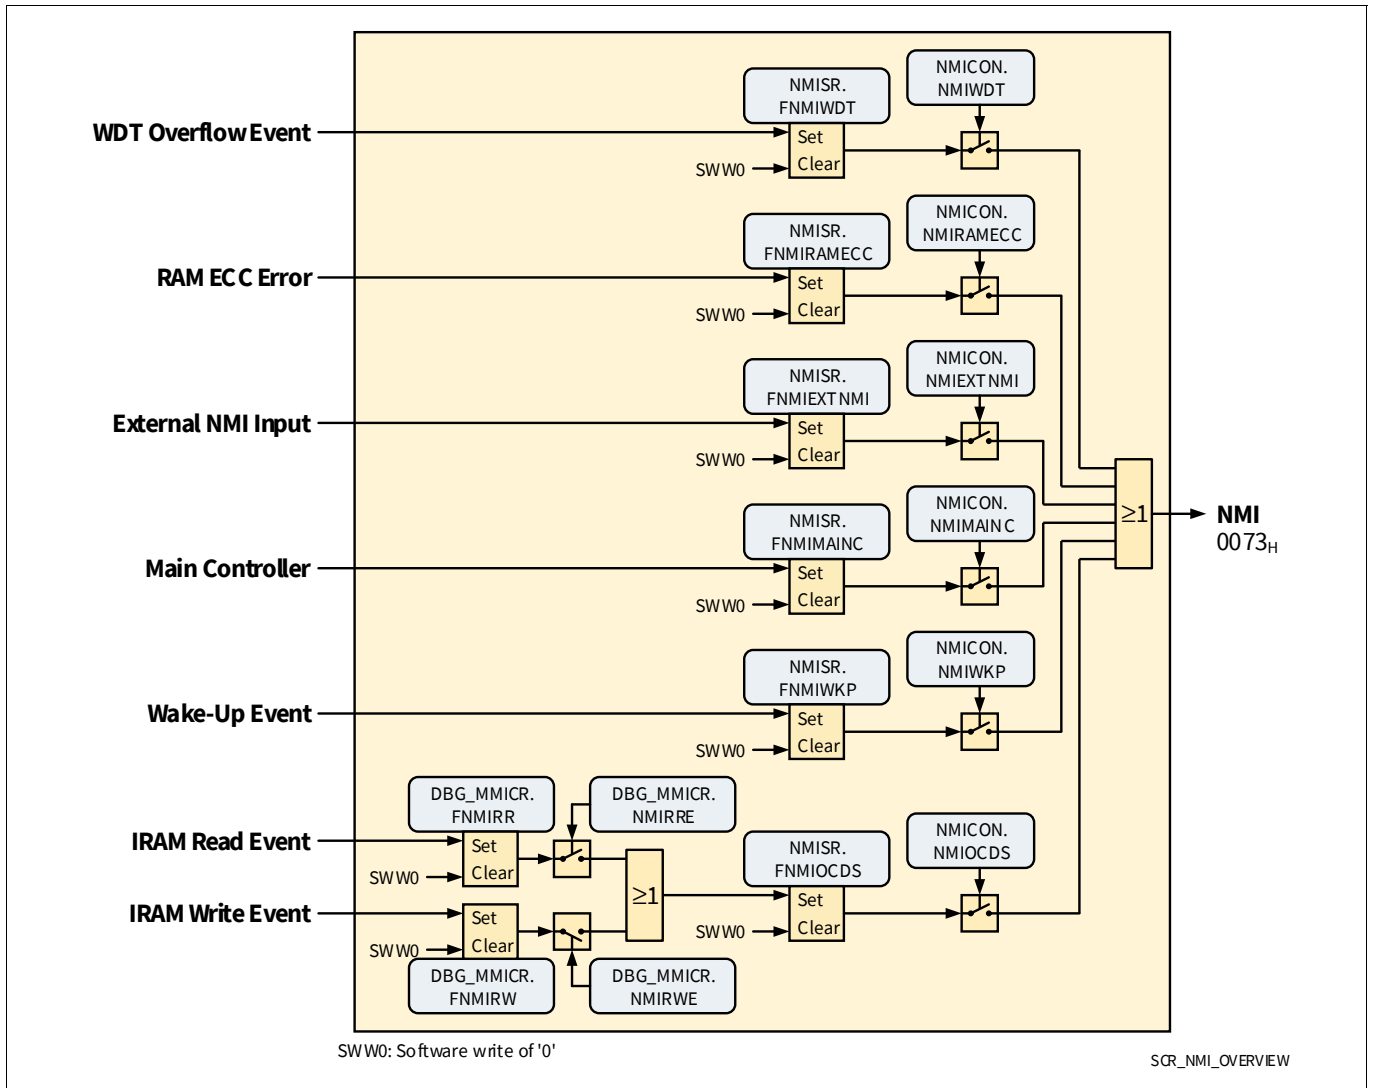 NMISR.
FNMIWDT
NMICON.
NMIWDT
WDT Overflow Event
Set
Clear
SWW0
NMISR.
FNMIRAMECC
NMICON.
NMIRAMECC
RAM ECC Error
Set
Clear
SWW0
NMISR.
FNMIEXTNMI
NMICON.
NMIEXTNMI
External NMI Input
Set
Clear
SWW0
NMISR.
FNMIMAINC
NMICON.
NMIMAINC
≥1
NMI
0073H
Main Controller
Set
Clear
SWW0
NMISR.
FNMIWKP
NMICON.
NMIWKP
Wake-Up Event
Set
Clear
SWW0
DBG_MMICR.
FNMIRR
DBG_MMICR.
NMIRRE
IRAM Read Event
Set
Clear
SWW0
NMISR.
FNMIOCDS
NMICON.
NMIOCDS
≥1
IRAM Write Event
Set
Clear
SWW0
Set
Clear
SWW0
DBG_MMICR.
FNMIRW
DBG_MMICR.
NMIRWE
SWW0: Software write of '0'
SCR_NMI_OVERVIEW